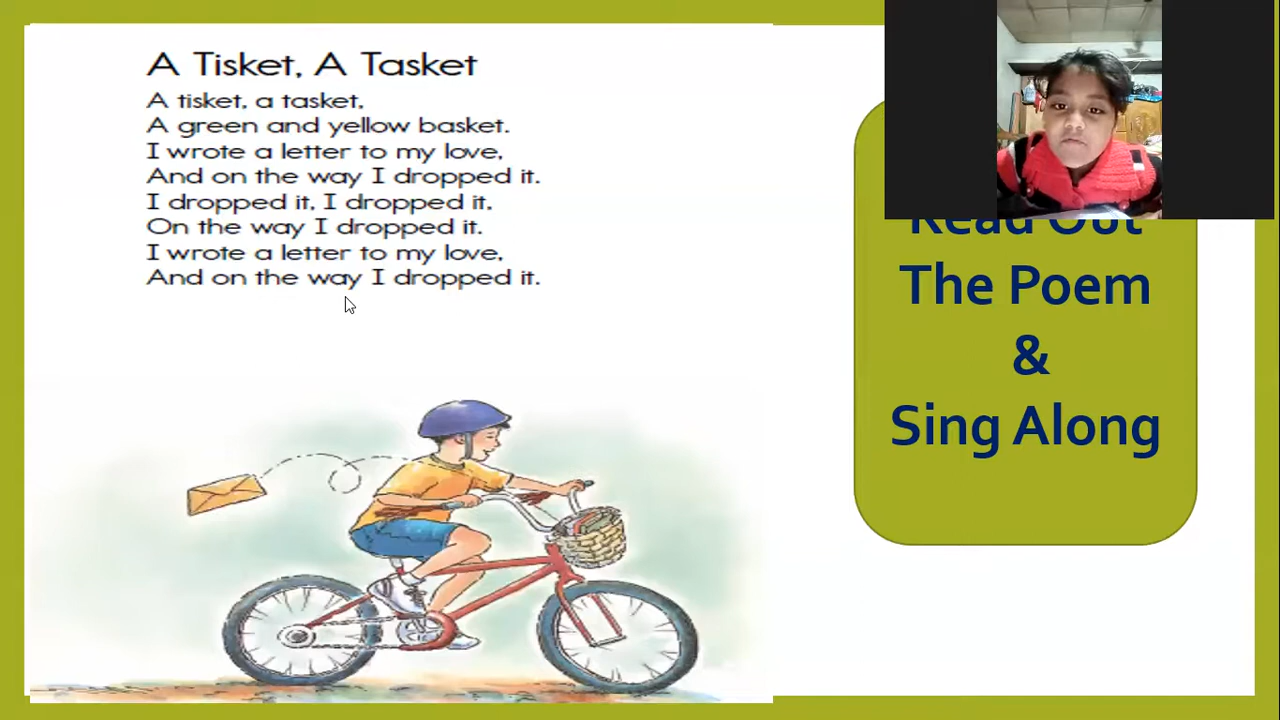 A Tisket, A Tasket
A tisket, a tasket,
A green and yellow basket.
I wrote a letter to my love,
And on the way I dropped it.
I dropped it, I dropped it,
On the way I dropped it.
I wrote a letter to my love,
And on the way I dropped it.
Read Out
The Poem
&
Sing Along